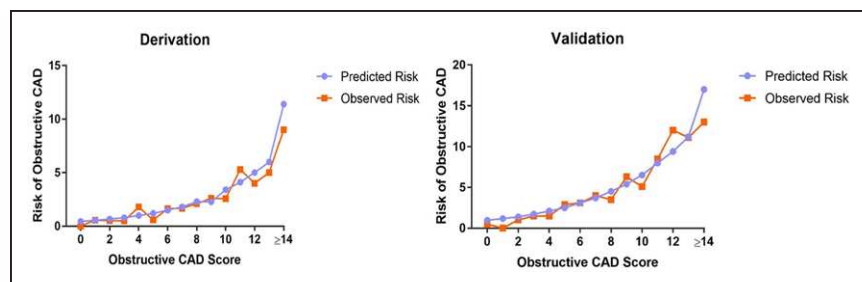 Derivation
Risk of Obstructive CAD
15
10
5
0
0 2 4 6 8 10 12 ≥14
Obstructive CAD Score
Predicted Risk
Observed Risk
Validation
Risk of Obstructive CAD
20
15
10
5
0
0 2 4 6 8 10 12 ≥14
Obstructive CAD Score
Predicted Risk
Observed Risk